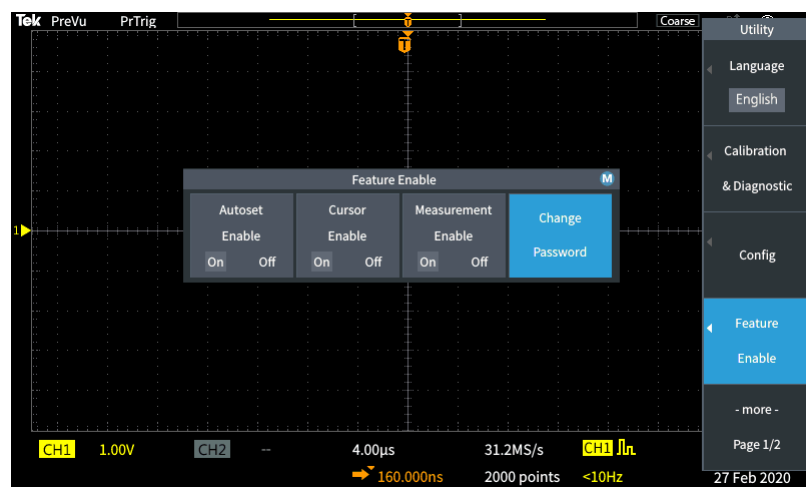 Tek PreVu PrTrig Coarse
Utility
Language
English
Calibration
& Diagnostic
Config
Feature
Enable
- more -
Page 1/2
T
Feature Enable M
Autoset
Enable
On Off
Cursor
Enable
On Off
Measurement
Enable
On Off
Change
Password
1
CH1 1.00V CH2 -- 4.00µs 31.2MS/s CH1
160.000ns 2000 points <10Hz 27 Feb 2020